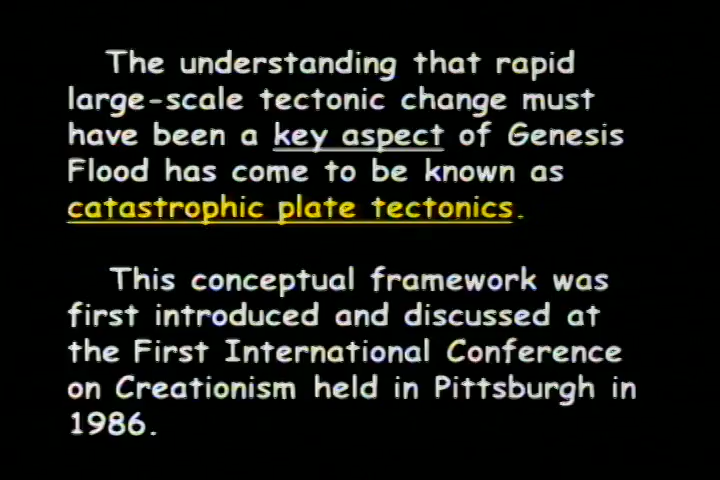 The understanding that rapid
large-scale tectonic change must
have been a key aspect of Genesis
Flood has come to be known as
catastrophic plate tectonics.
This conceptual framework was
first introduced and discussed at
the First International Conference
on Creationism held in Pittsburgh in
1986.